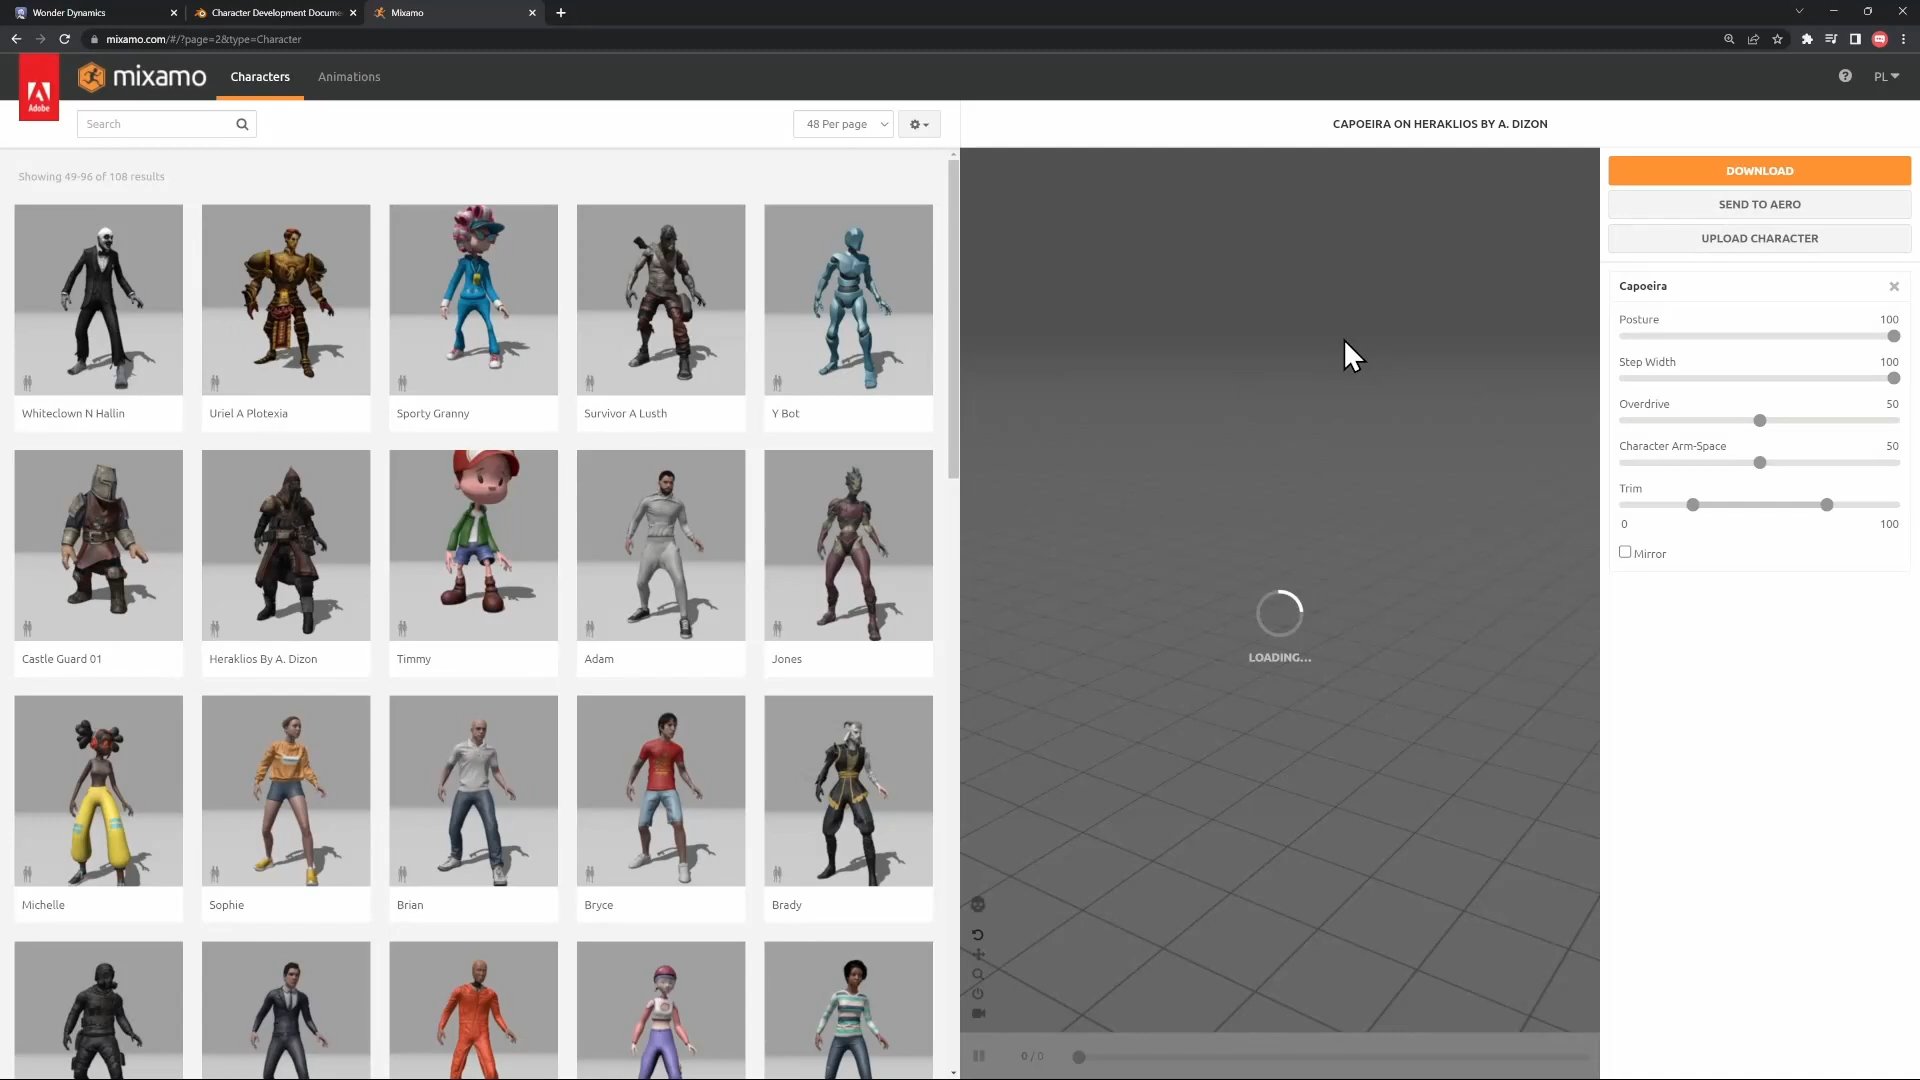 Wonder Dynamics
Character Development Docume
Mixamo
mixamo.com/#/?page=2&type=Character
Adobe
mixamo
Characters
Animations
PL
Search
48 Per page
CAPOEIRA ON HERAKLIOS BY A. DIZON
Showing 49-96 of 108 results
DOWNLOAD
SEND TO AERO
UPLOAD CHARACTER
Capoeira
Posture 100
Step Width 100
Overdrive 50
Character Arm-Space 50
Trim
0 100
Mirror
Whiteclown N Hallin
Uriel A Plotexia
Sporty Granny
Survivor A Lusth
Y Bot
Castle Guard 01
Heraklios By A. Dizon
Timmy
Adam
Jones
LOADING...
Michelle
Sophie
Brian
Bryce
Brady
0 / 0